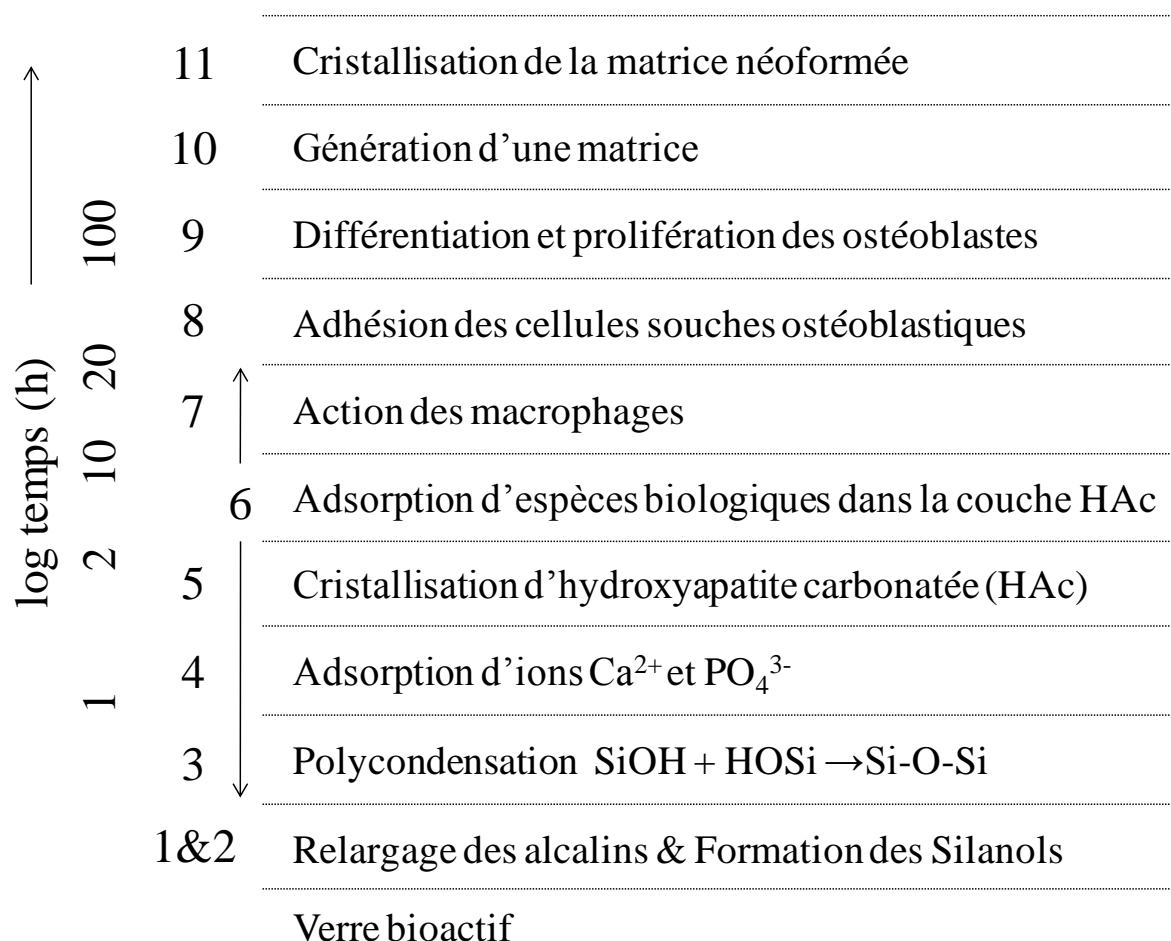 11 Cristallisation de la matrice néoformée
10 Génération d’une matrice
9 Différentiation et prolifération des ostéoblastes
8 Adhésion des cellules souches ostéoblastiques
7 Action des macrophages
6 Adsorption d’espèces biologiques dans la couche HAc
5 Cristallisation d’hydroxyapatite carbonatée (HAc)
4 Adsorption d’ions Ca²⁺ et PO₄³⁻
3 Polycondensation SiOH + HOSi →Si-O-Si
1&2 Relargage des alcalins & Formation des Silanols
Verre bioactif
log temps (h)
1 2 10 20 100